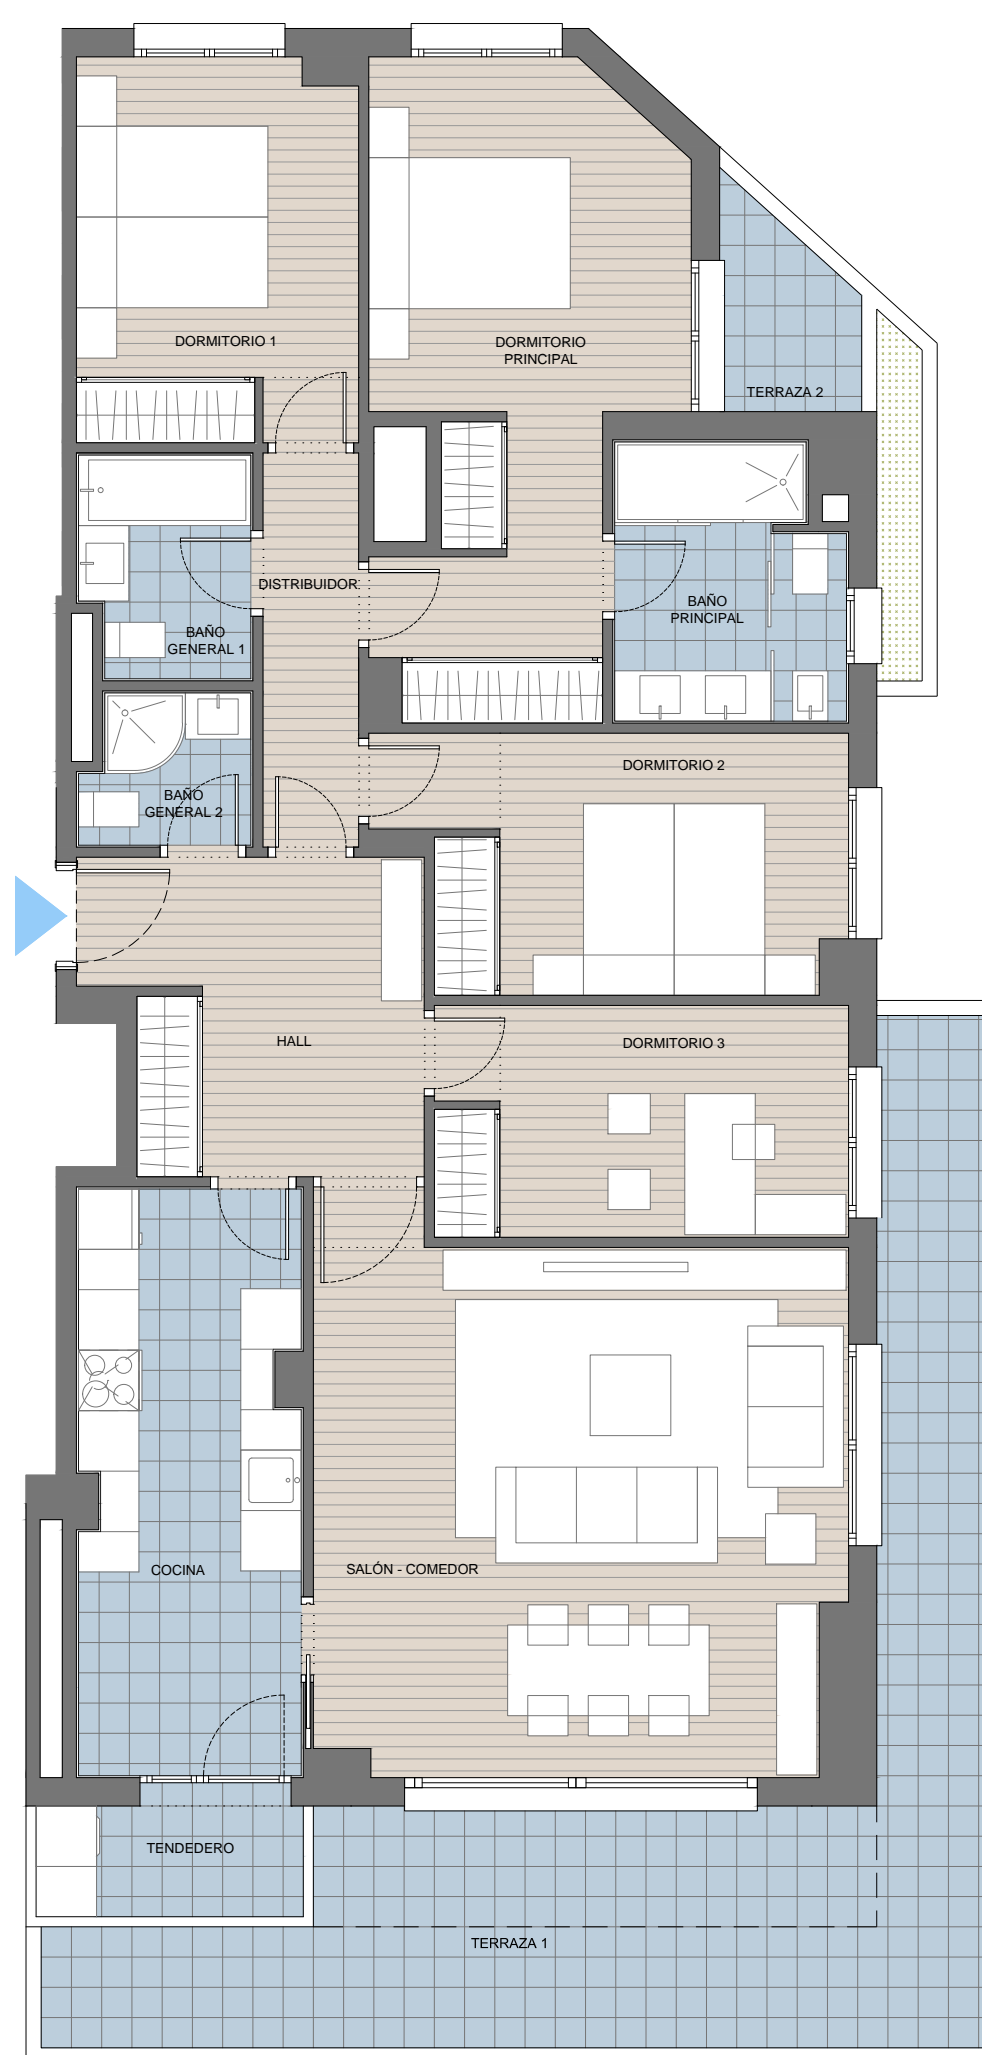 DORMITORIO 1
DORMITORIO
PRINCIPAL
TERRAZA 2
DISTRIBUIDOR
BAÑO
PRINCIPAL
BAÑO
GENERAL 1
DORMITORIO 2
BAÑO
GENERAL 2
HALL
DORMITORIO 3
COCINA
SALÓN - COMEDOR
TENDEDERO
TERRAZA 1